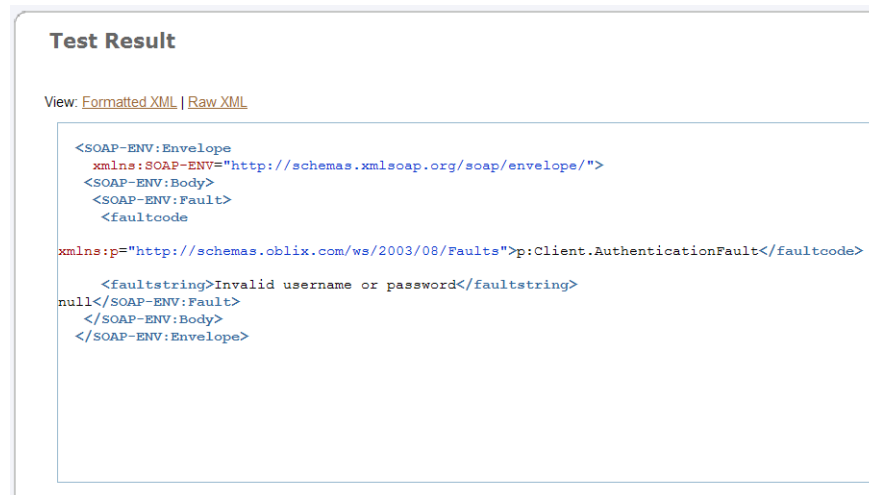 Test Result
View: Formatted XML | Raw XML
<SOAP-ENV:Envelope
xmlns:SOAP-ENV="http://schemas.xmlsoap.org/soap/envelope/">
<SOAP-ENV:Body>
<SOAP-ENV:Fault>
<faultcode
xmlns:p="http://schemas.oblix.com/ws/2003/08/Faults">p:Client.AuthenticationFault</faultcode>
<faultstring>Invalid username or password</faultstring>
null</SOAP-ENV:Fault>
</SOAP-ENV:Body>
</SOAP-ENV:Envelope>